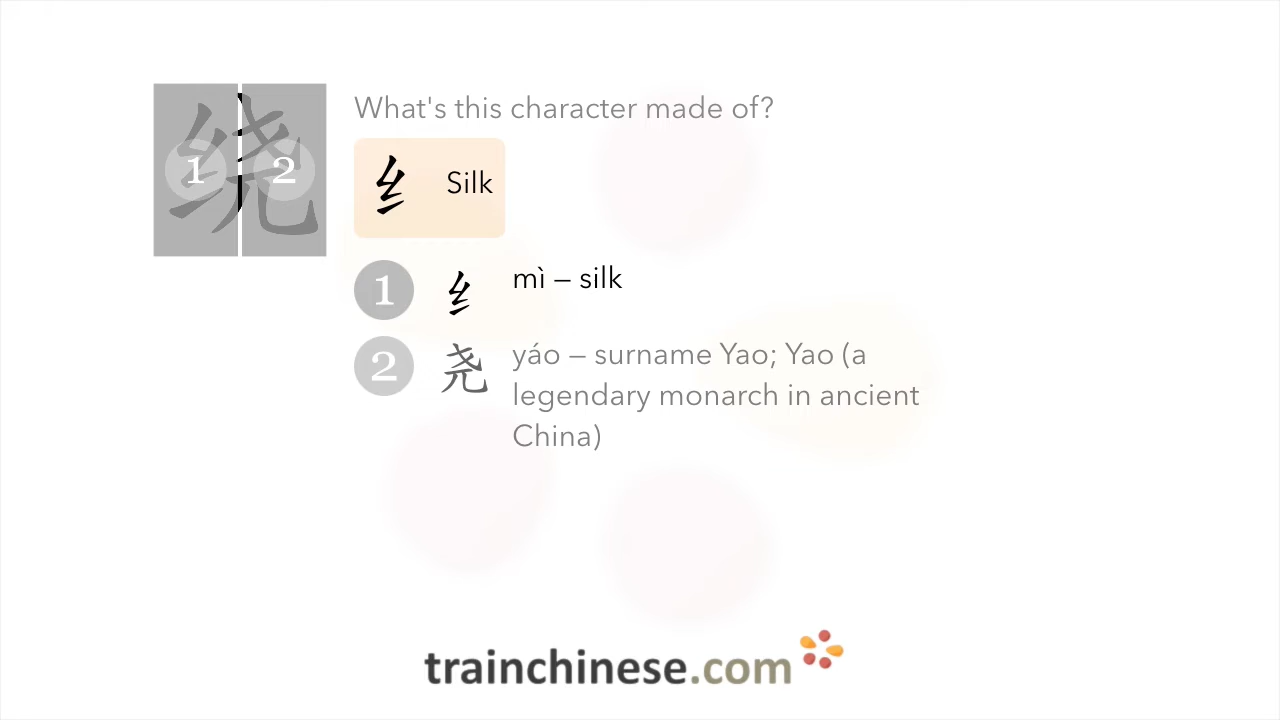 绕
1 2
What's this character made of?
纟 Silk
1 纟 mì – silk
2 尧 yáo – surname Yao; Yao (a
legendary monarch in ancient
China)
trainchinese.com